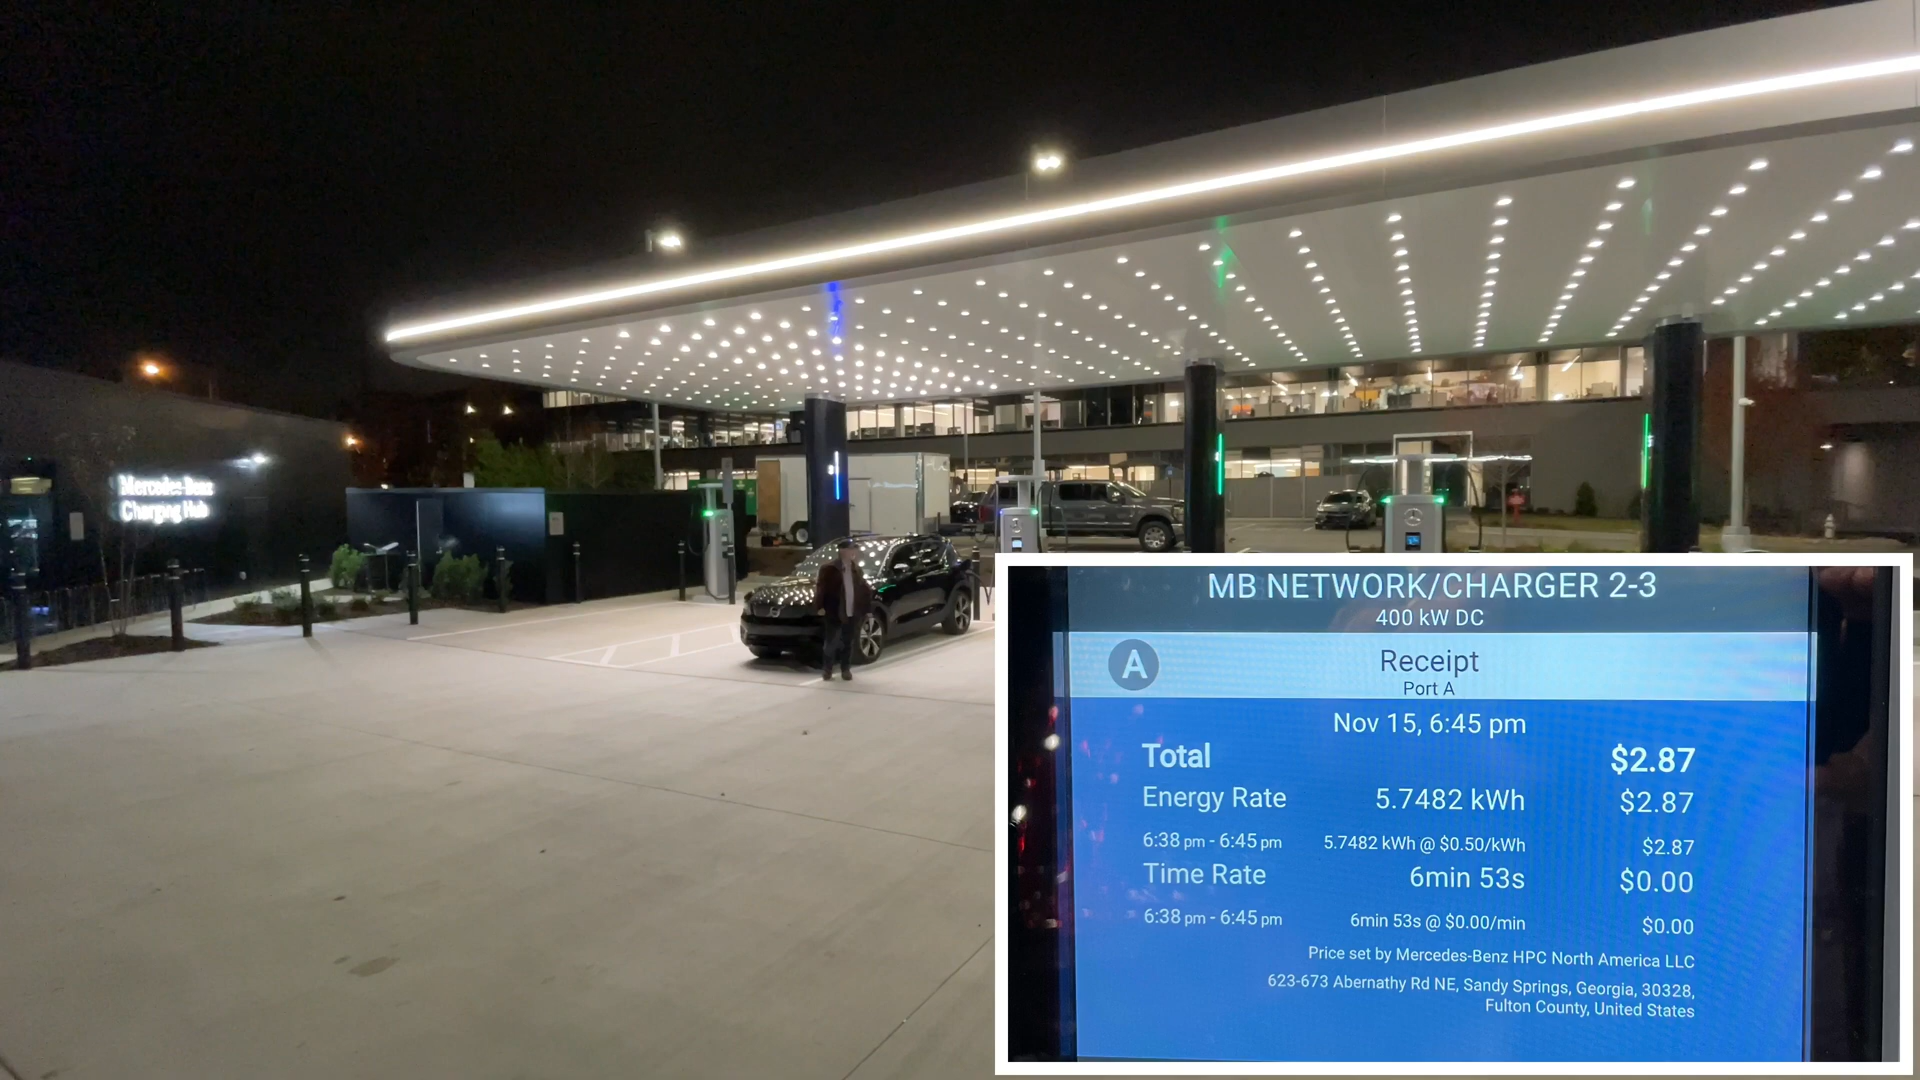 Mercedes-Benz
Charging Hub
MB NETWORK/CHARGER 2-3
400 kW DC
A
Receipt
Port A
Nov 15, 6:45 pm
Total $2.87
Energy Rate 5.7482 kWh $2.87
6:38 pm - 6:45 pm 5.7482 kWh @ $0.50/kWh $2.87
Time Rate 6min 53s $0.00
6:38 pm - 6:45 pm 6min 53s @ $0.00/min $0.00
Price set by Mercedes-Benz HPC North America LLC
623-673 Abernathy Rd NE, Sandy Springs, Georgia, 30328,
Fulton County, United States